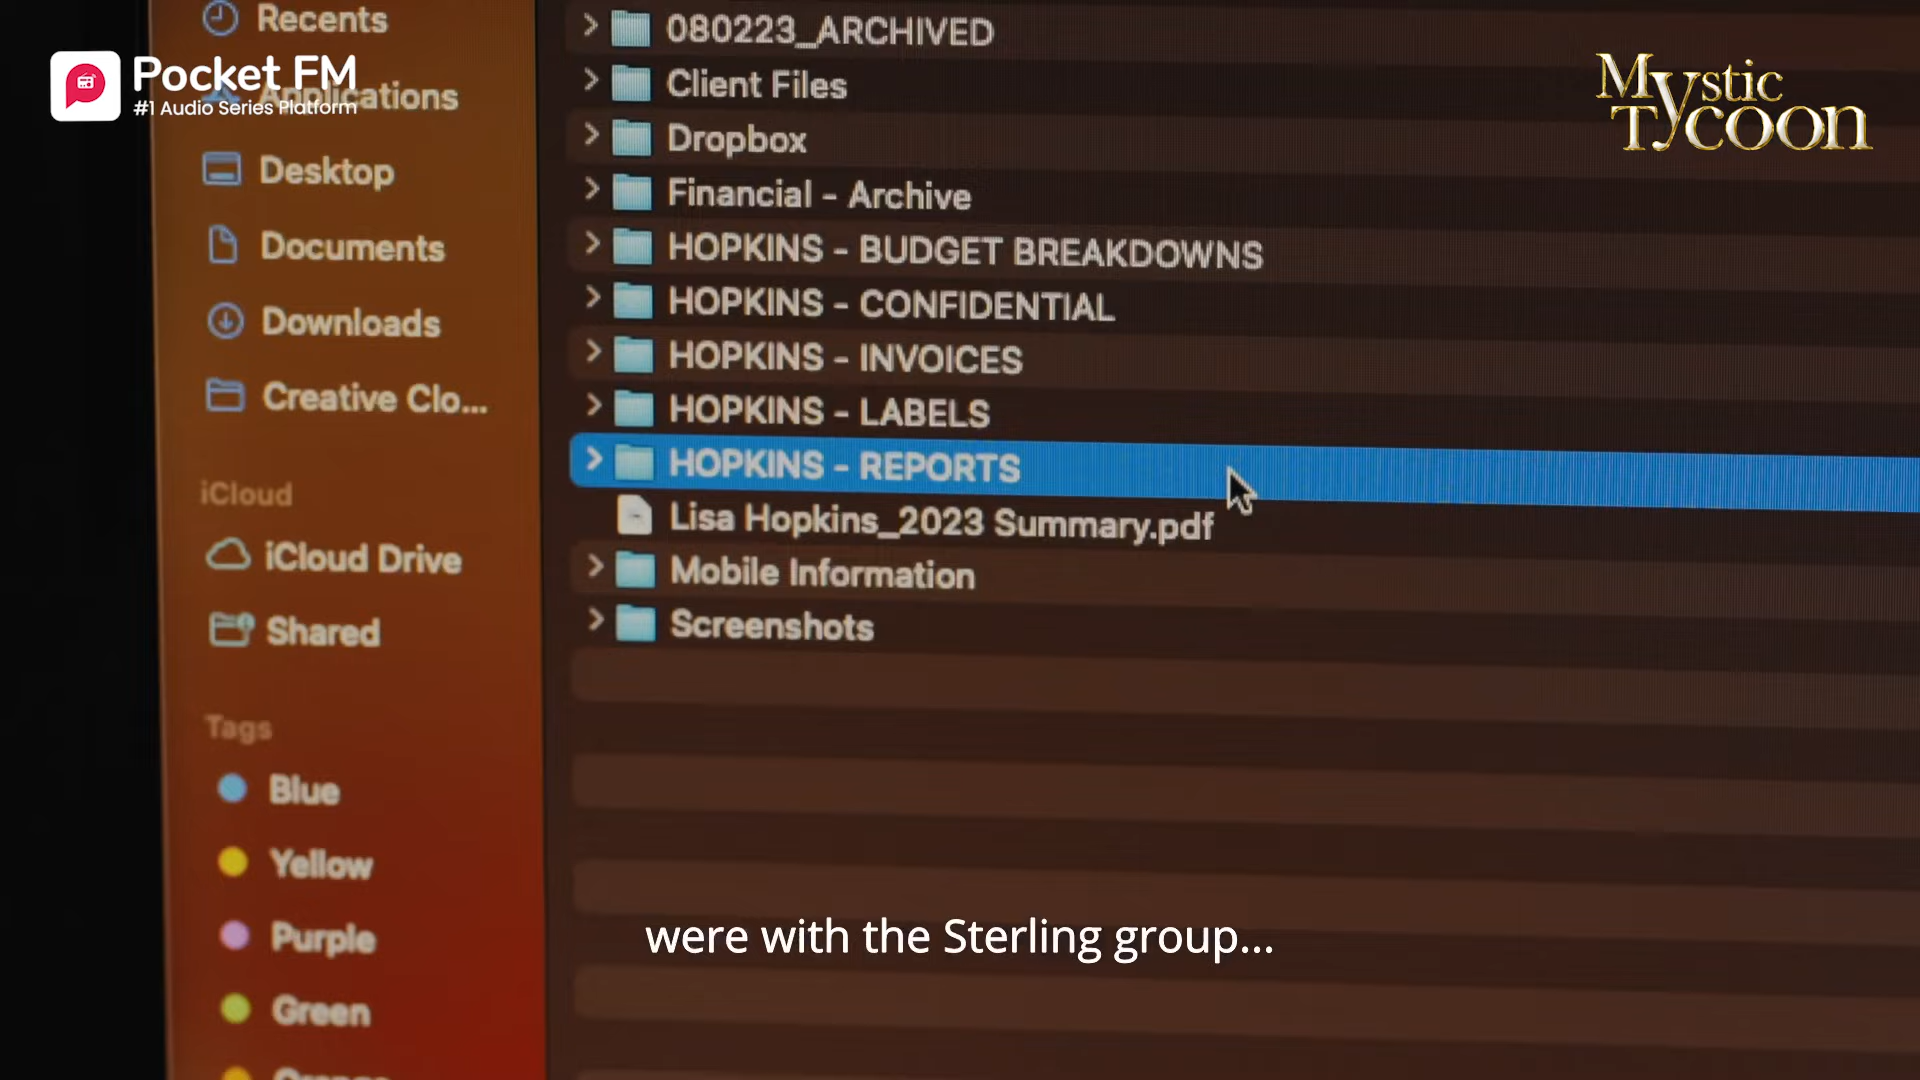 Recents
Pocket FM
#1 Audio Series Platform
Applications
Desktop
Documents
Downloads
Creative Clo...
iCloud
iCloud Drive
Shared
Tags
Blue
Yellow
Purple
Green
Orange
080223_ARCHIVED
Client Files
Dropbox
Financial - Archive
HOPKINS - BUDGET BREAKDOWNS
HOPKINS - CONFIDENTIAL
HOPKINS - INVOICES
HOPKINS - LABELS
HOPKINS - REPORTS
Lisa Hopkins_2023 Summary.pdf
Mobile Information
Screenshots
Mystic
Tycoon
were with the Sterling group...